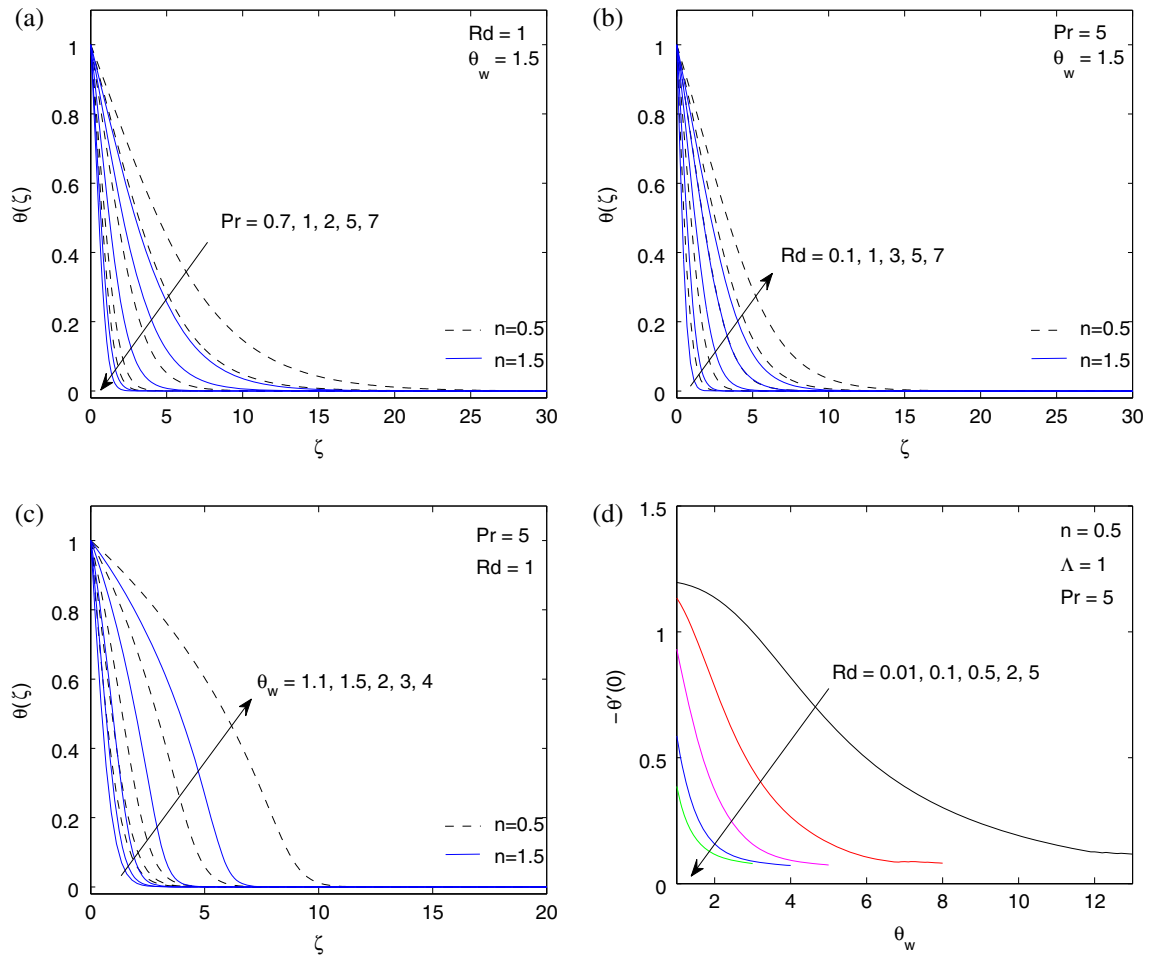 (a)
Rd = 1
θw = 1.5
1
0.8
0.6
0.4
0.2
0
θ(ζ)
Pr = 0.7, 1, 2, 5, 7
n=0.5
n=1.5
0 5 10 15 20 25 30
ζ
(b)
Pr = 5
θw = 1.5
1
0.8
0.6
0.4
0.2
0
θ(ζ)
Rd = 0.1, 1, 3, 5, 7
n=0.5
n=1.5
0 5 10 15 20 25 30
ζ
(c)
Pr = 5
Rd = 1
1
0.8
0.6
0.4
0.2
0
θ(ζ)
θw = 1.1, 1.5, 2, 3, 4
n=0.5
n=1.5
0 5 10 15 20
ζ
(d)
n = 0.5
Λ = 1
Pr = 5
1.5
1
0.5
0
−θ′(0)
Rd = 0.01, 0.1, 0.5, 2, 5
2 4 6 8 10 12
θw